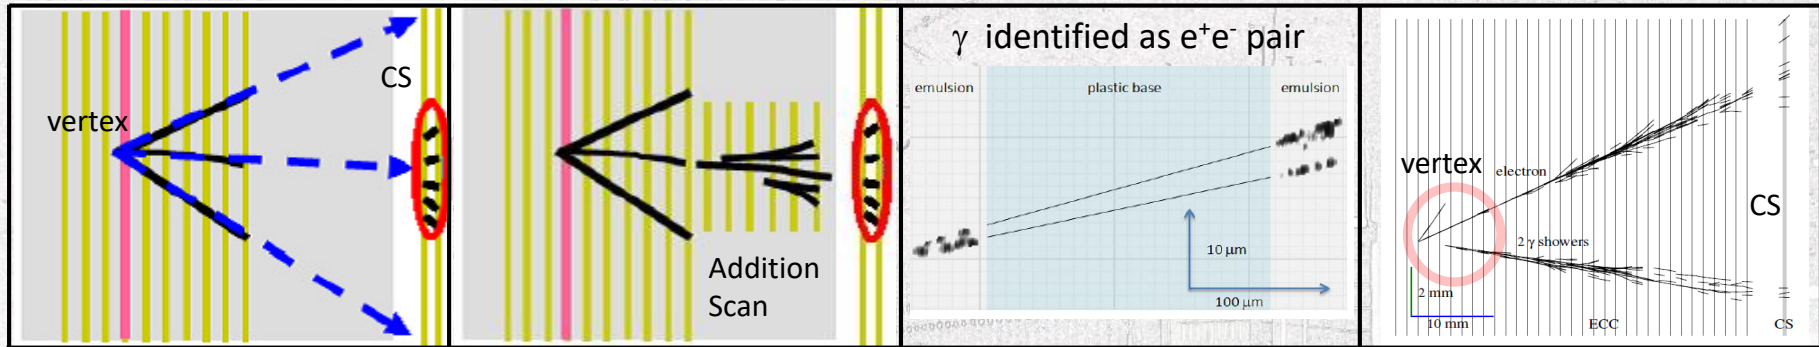 CS
vertex
Addition
Scan
γ identified as e⁺e⁻ pair
emulsion
plastic base
emulsion
10 μm
100 μm
vertex
electron
CS
2 γ showers
2 mm
10 mm
ECC
CS